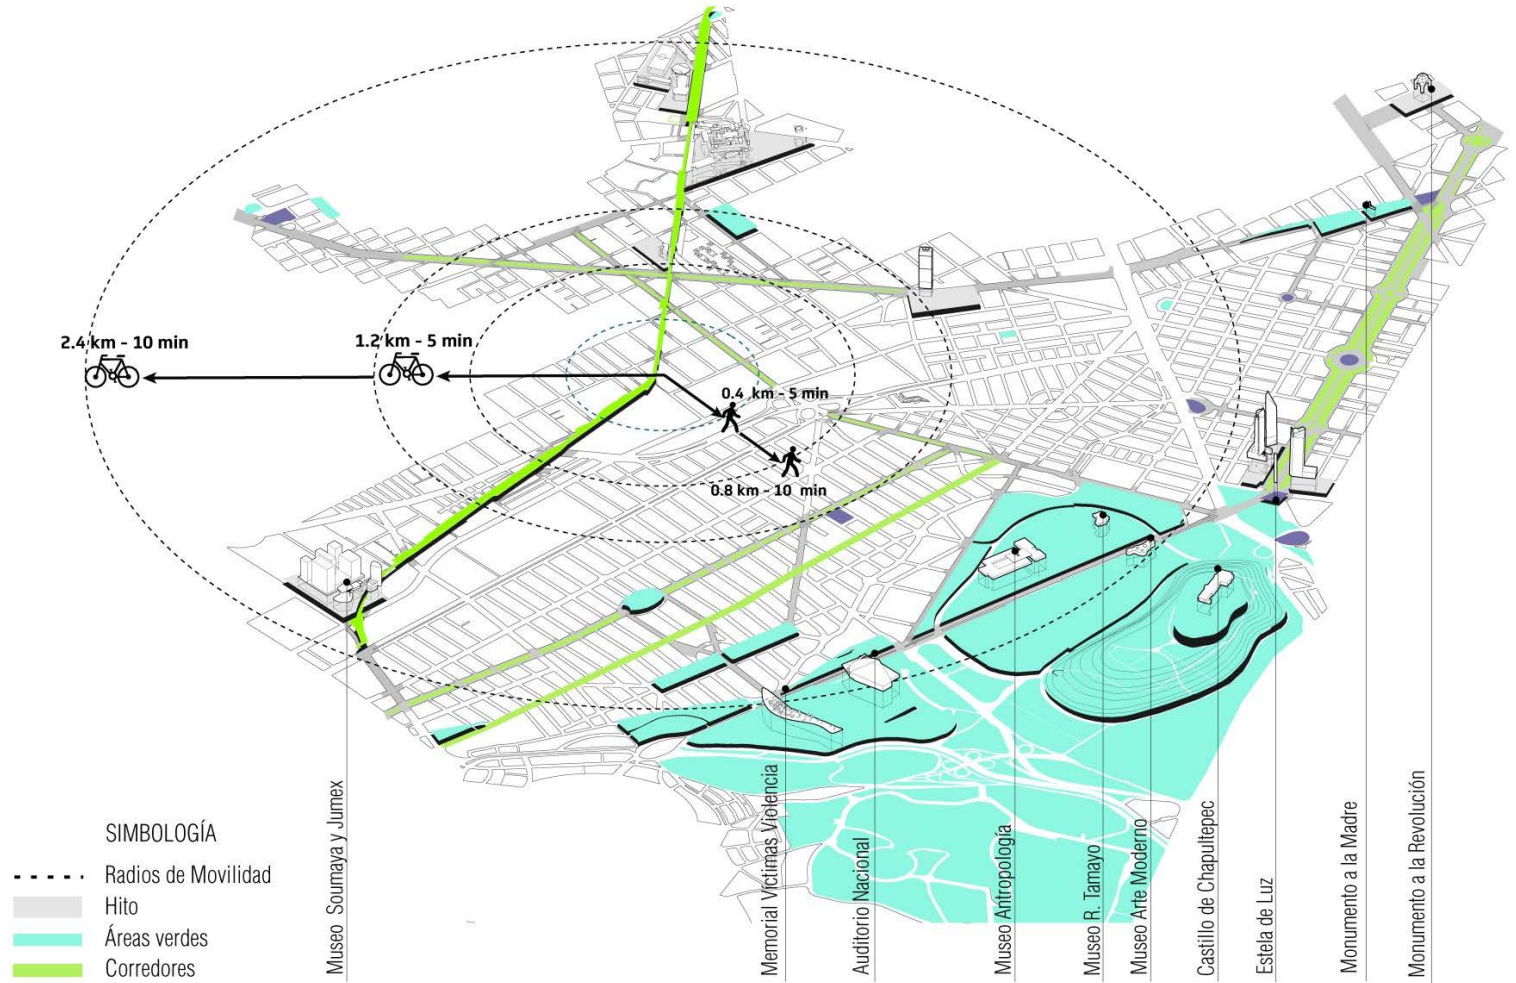 2.4 km - 10 min
1.2 km - 5 min
0.4 km - 5 min
0.8 km - 10 min
SIMBOLOGÍA
Radios de Movilidad
Hito
Áreas verdes
Corredores
Museo Soumaya y Jumex
Memorial Víctimas Violencia
Auditorio Nacional
Museo Antropología
Museo R. Tamayo
Museo Arte Moderno
Castillo de Chapultepec
Estela de Luz
Monumento a la Madre
Monumento a la Revolución